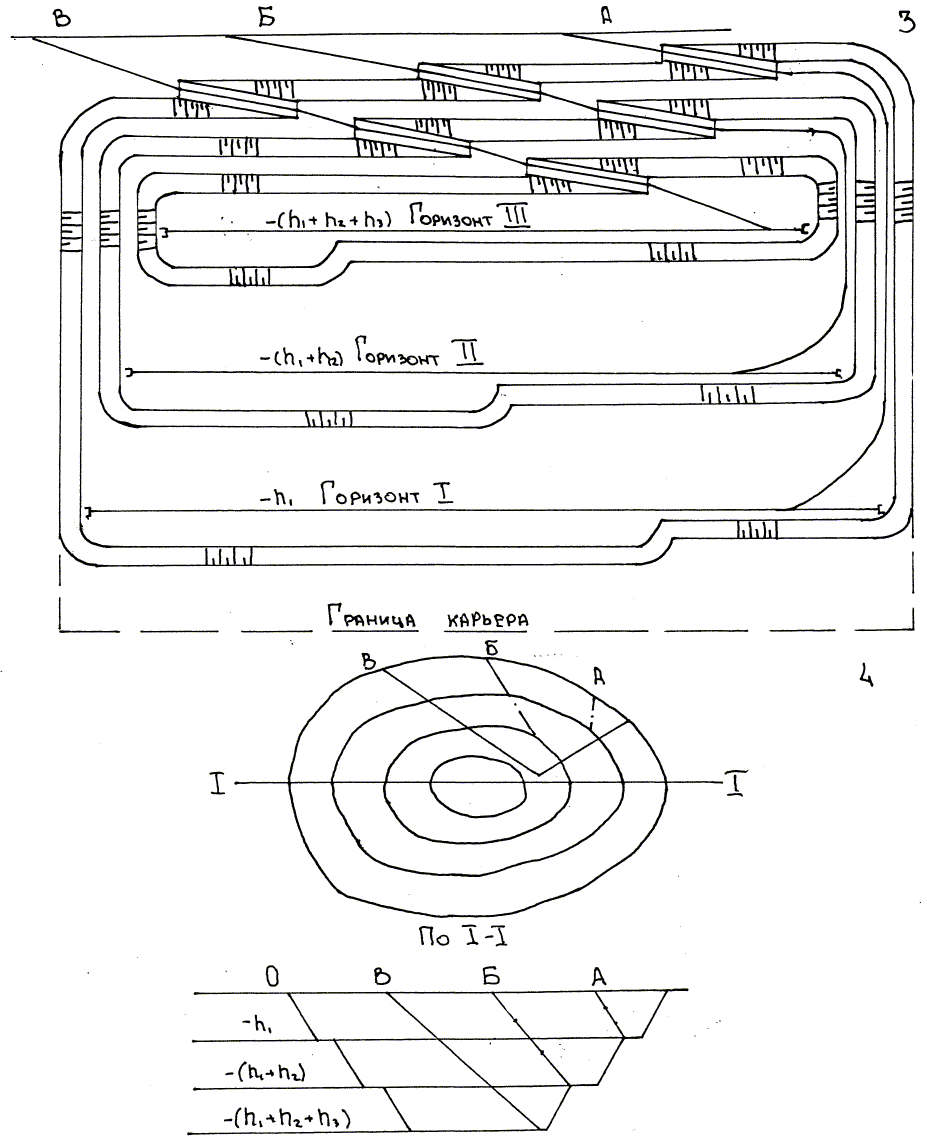 В Б А 3
-(h₁+h₂+h₃) Горизонт III
-(h₁+h₂) Горизонт II
-h₁ Горизонт I
Граница карьера
В Б А 4
I I
По I-I
О В Б А
-h₁
-(h₁+h₂)
-(h₁+h₂+h₃)